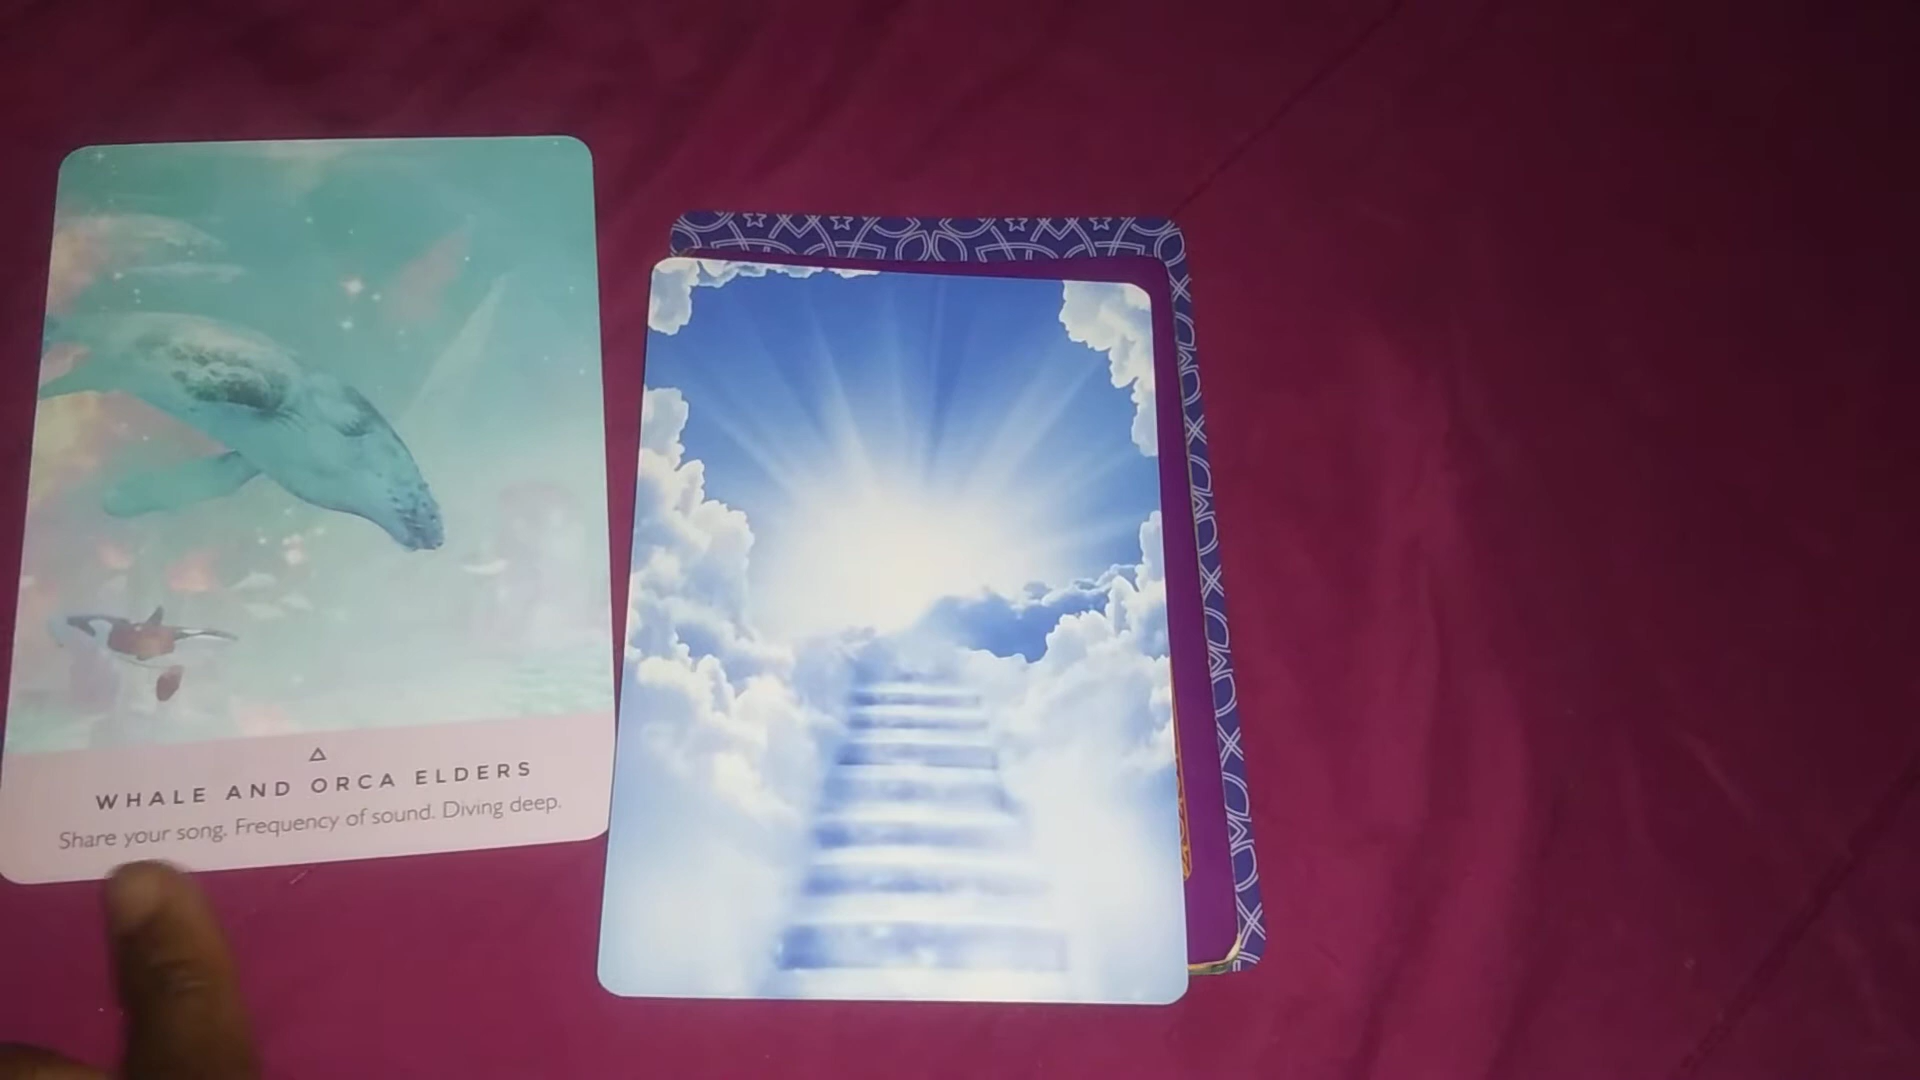 WHALE AND ORCA ELDERS
Share your song. Frequency of sound. Diving deep.